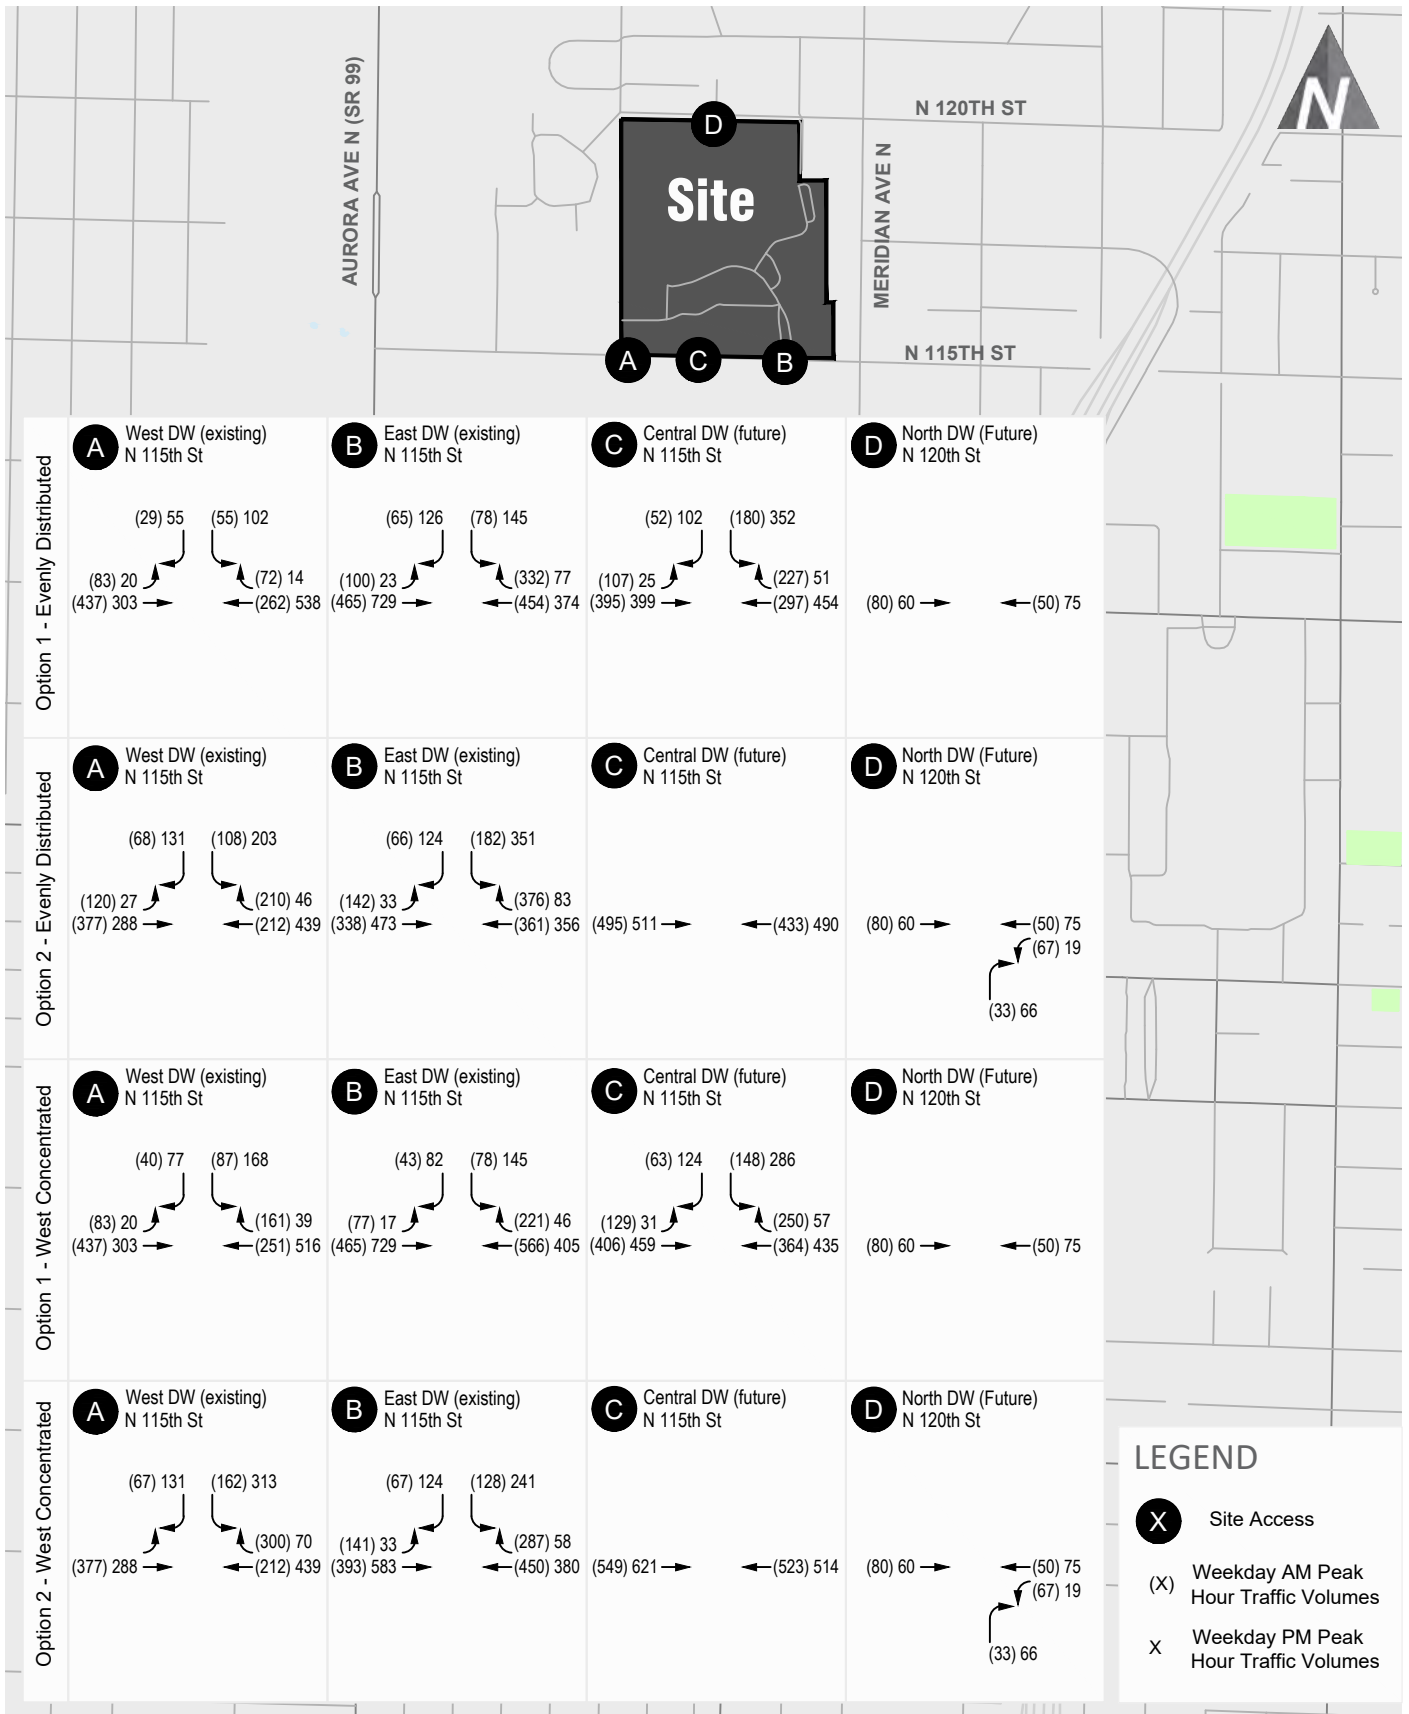 AURORA AVE N (SR 99)
D
N 120TH ST
N
Site
MERIDIAN AVE N
N 115TH ST
A
C
B
Option 1 - Evenly Distributed
A
West DW (existing)
N 115th St
(29) 55
(55) 102
(83) 20
(72) 14
(437) 303
(262) 538
B
East DW (existing)
N 115th St
(65) 126
(78) 145
(100) 23
(332) 77
(465) 729
(454) 374
C
Central DW (future)
N 115th St
(52) 102
(180) 352
(107) 25
(227) 51
(395) 399
(297) 454
D
North DW (Future)
N 120th St
(80) 60
(50) 75
Option 2 - Evenly Distributed
A
West DW (existing)
N 115th St
(68) 131
(108) 203
(120) 27
(210) 46
(377) 288
(212) 439
B
East DW (existing)
N 115th St
(66) 124
(182) 351
(142) 33
(376) 83
(338) 473
(361) 356
C
Central DW (future)
N 115th St
(495) 511
(433) 490
D
North DW (Future)
N 120th St
(80) 60
(50) 75
(67) 19
(33) 66
Option 1 - West Concentrated
A
West DW (existing)
N 115th St
(40) 77
(87) 168
(83) 20
(161) 39
(437) 303
(251) 516
B
East DW (existing)
N 115th St
(43) 82
(78) 145
(77) 17
(221) 46
(465) 729
(566) 405
C
Central DW (future)
N 115th St
(63) 124
(148) 286
(129) 31
(250) 57
(406) 459
(364) 435
D
North DW (Future)
N 120th St
(80) 60
(50) 75
Option 2 - West Concentrated
A
West DW (existing)
N 115th St
(67) 131
(162) 313
(300) 70
(377) 288
(212) 439
B
East DW (existing)
N 115th St
(67) 124
(128) 241
(141) 33
(287) 58
(393) 583
(450) 380
C
Central DW (future)
N 115th St
(549) 621
(523) 514
D
North DW (Future)
N 120th St
(80) 60
(50) 75
(67) 19
(33) 66
LEGEND
X
Site Access
(X)
Weekday AM Peak
Hour Traffic Volumes
X
Weekday PM Peak
Hour Traffic Volumes